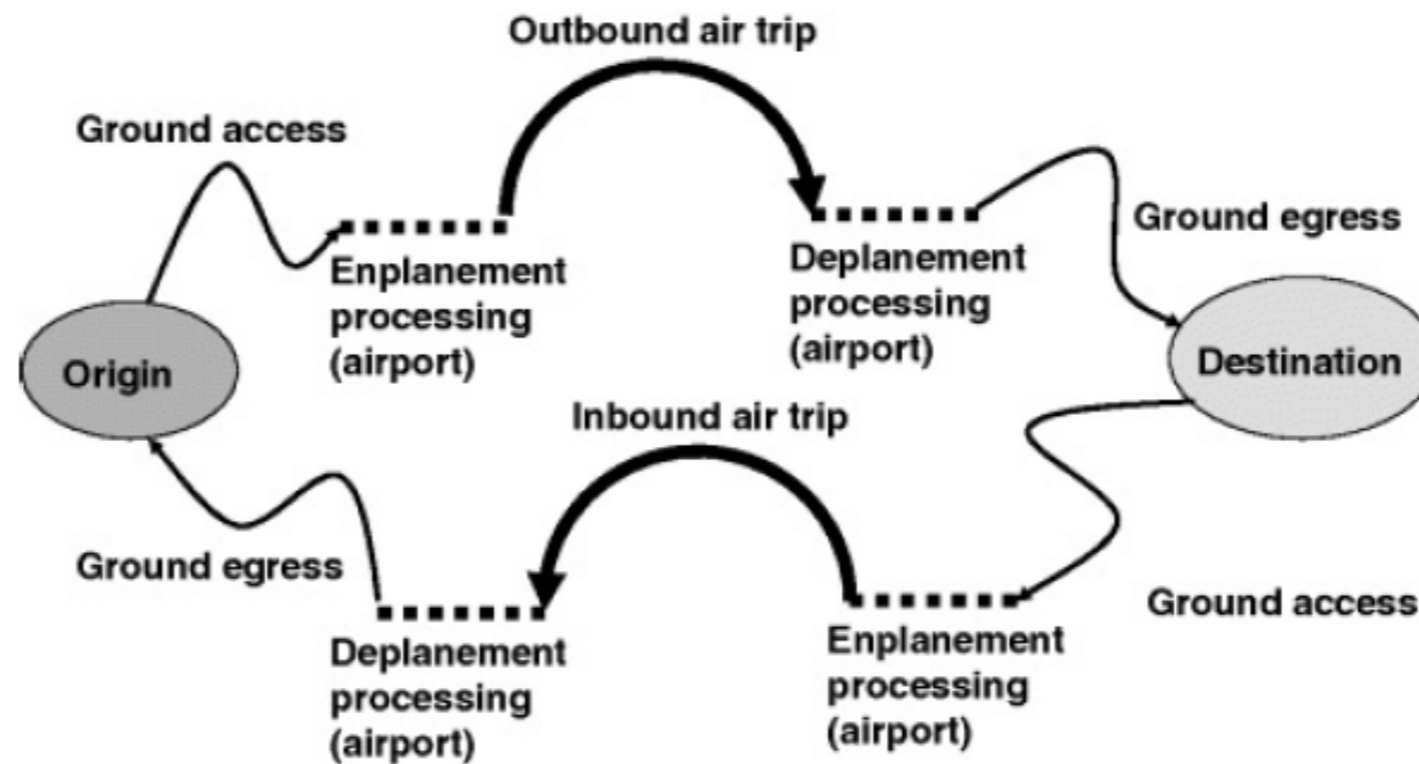 Outbound air trip
Ground access
Ground egress
Enplanement
processing
(airport)
Deplanement
processing
(airport)
Origin
Destination
Inbound air trip
Ground egress
Ground access
Deplanement
processing
(airport)
Enplanement
processing
(airport)